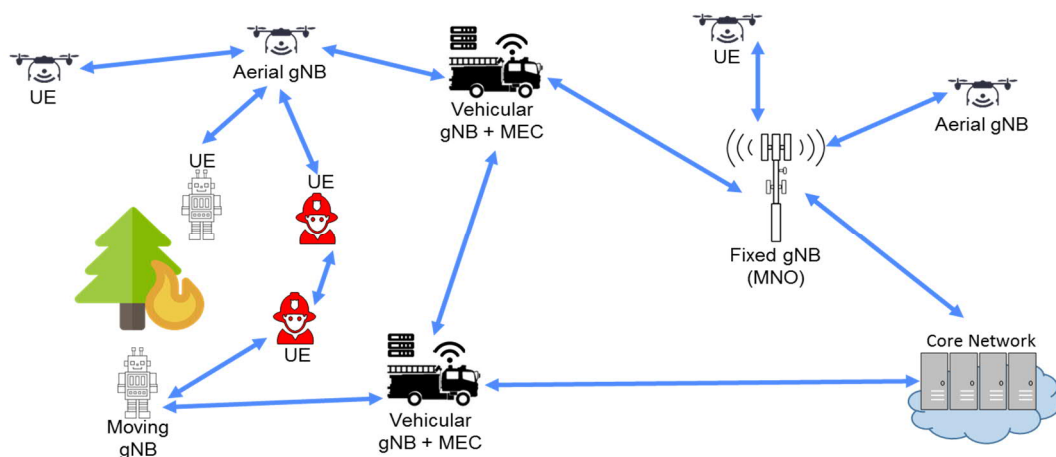 UE
Aerial gNB
Vehicular
gNB + MEC
UE
Aerial gNB
UE
UE
Fixed gNB
(MNO)
UE
Core Network
Moving
gNB
Vehicular
gNB + MEC